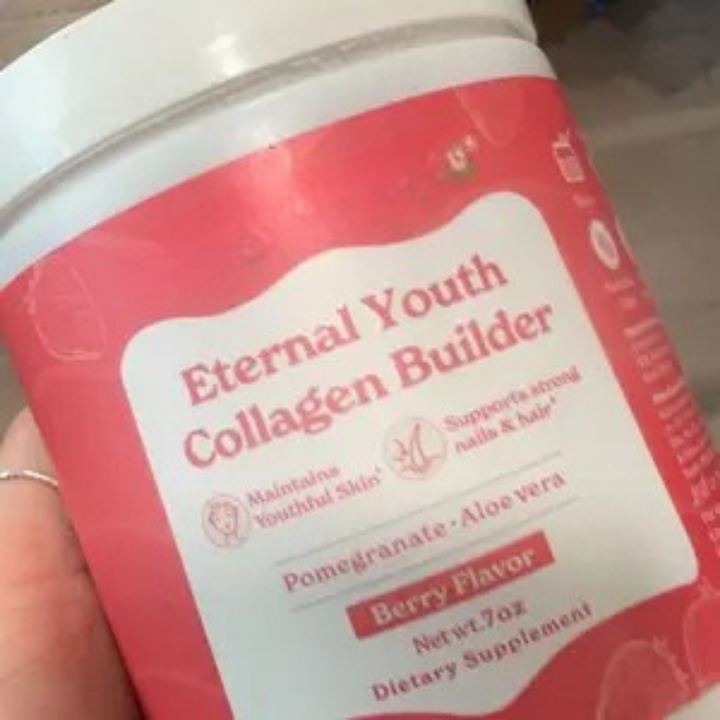 Eternal Youth
Collagen Builder
Maintains
Youthful Skin*
Supports strong
nails & hair*
Pomegranate • Aloe vera
Berry Flavor
Net wt. 7oz
Dietary Supplement